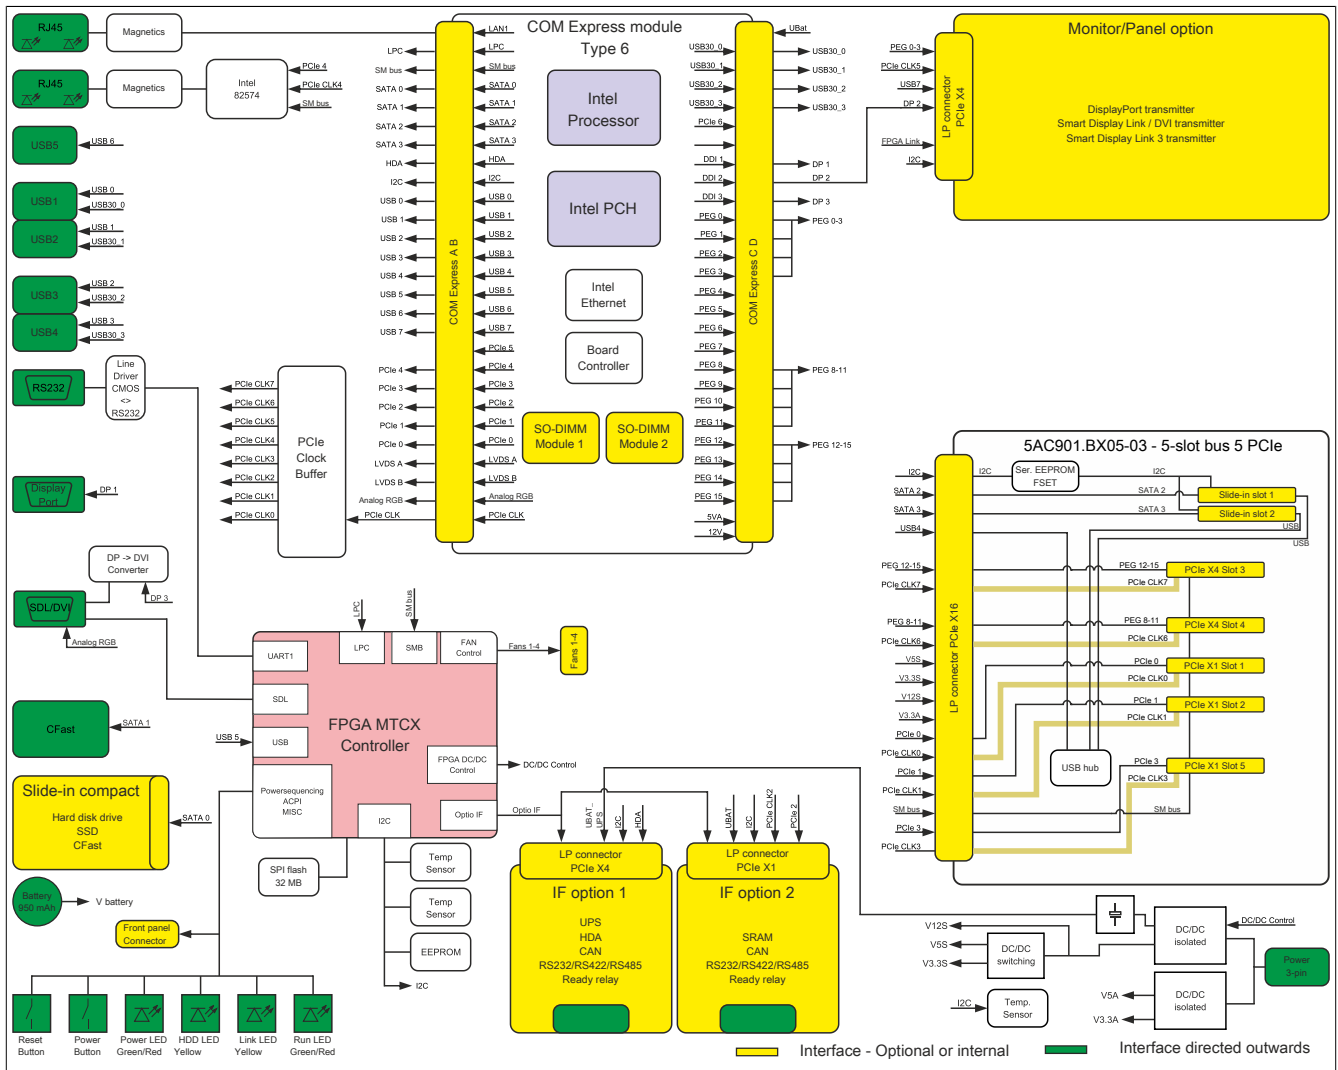 RJ45
Magnetics
RJ45
Magnetics
Intel
82574
PCIe 4
PCIe CLK4
SM bus
USB5
USB 6
USB1
USB 0
USB30_0
USB2
USB 1
USB30_1
USB3
USB 2
USB30_2
USB4
USB 3
USB30_3
RS232
Line
Driver
CMOS
<>
RS232
Display
Port
DP 1
DP -> DVI
Converter
DP 3
SDL/DVI
Analog RGB
CFast
SATA 1
Slide-in compact
Hard disk drive
SSD
CFast
SATA 0
Battery
950 mAh
V battery
Front panel
Connector
Reset
Button
Power
Button
Power LED
Green/Red
HDD LED
Yellow
Link LED
Yellow
Run LED
Green/Red
PCIe CLK7
PCIe CLK6
PCIe CLK5
PCIe CLK4
PCIe CLK3
PCIe CLK2
PCIe CLK1
PCIe CLK0
PCIe
Clock
Buffer
PCIe CLK
LPC
SM bus
SATA 0
SATA 1
SATA 2
SATA 3
HDA
I2C
USB 0
USB 1
USB 2
USB 3
USB 4
USB 5
USB 6
USB 7
PCIe 4
PCIe 3
PCIe 2
PCIe 1
PCIe 0
LVDS A
LVDS B
Analog RGB
COM Express A B
LAN1
LPC
SM bus
SATA 0
SATA 1
SATA 2
SATA 3
HDA
I2C
USB 0
USB 1
USB 2
USB 3
USB 4
USB 5
USB 6
USB 7
PCIe 5
PCIe 4
PCIe 3
PCIe 2
PCIe 1
PCIe 0
LVDS A
LVDS B
Analog RGB
PCIe CLK
COM Express module
Type 6
Intel
Processor
Intel PCH
Intel
Ethernet
Board
Controller
SO-DIMM
Module 1
SO-DIMM
Module 2
USB30_0
USB30_1
USB30_2
USB30_3
PCIe 6
DDI 1
DDI 2
DDI 3
PEG 0
PEG 1
PEG 2
PEG 3
PEG 4
PEG 5
PEG 6
PEG 7
PEG 8
PEG 9
PEG 10
PEG 11
PEG 12
PEG 13
PEG 14
PEG 15
5VA
12V
COM Express C D
UBat
USB30_0
USB30_1
USB30_2
USB30_3
DP 1
DP 2
DP 3
PEG 0-3
PEG 8-11
PEG 12-15
PEG 0-3
PCIe CLK5
USB7
DP 2
FPGA Link
I2C
LP connector
PCIe X4
Monitor/Panel option
DisplayPort transmitter
Smart Display Link / DVI transmitter
Smart Display Link 3 transmitter
5AC901.BX05-03 - 5-slot bus 5 PCIe
I2C
SATA 2
SATA 3
USB4
PEG 12-15
PCIe CLK7
PEG 8-11
PCIe CLK6
V5S
V3.3S
V12S
V3.3A
PCIe 0
PCIe CLK0
PCIe 1
PCIe CLK1
SM bus
PCIe 3
PCIe CLK3
LP connector PCIe X16
I2C
Ser. EEPROM
FSET
I2C
SATA 2
Slide-in slot 1
SATA 3
Slide-in slot 2
USB
USB
PEG 12-15
PCIe X4 Slot 3
PCIe CLK7
PEG 8-11
PCIe X4 Slot 4
PCIe CLK6
PCIe 0
PCIe X1 Slot 1
PCIe CLK0
PCIe 1
PCIe X1 Slot 2
PCIe CLK1
USB hub
PCIe 3
PCIe X1 Slot 5
PCIe CLK3
SM bus
LPC
SM bus
UART1
LPC
SMB
FAN
Control
Fans 1-4
Fans 1-4
SDL
FPGA MTCX
Controller
USB 5
USB
FPGA DC/DC
Control
DC/DC Control
Powersequencing
ACPI
MISC
I2C
Optio IF
Optio IF
SPI flash
32 MB
Temp
Sensor
Temp
Sensor
EEPROM
I2C
UBAT_
UPS
I2C
HDA
LP connector
PCIe X4
IF option 1
UPS
HDA
CAN
RS232/RS422/RS485
Ready relay
UBAT
I2C
PCIe CLK2
PCIe 2
LP connector
PCIe X1
IF option 2
SRAM
CAN
RS232/RS422/RS485
Ready relay
V12S
V5S
V3.3S
DC/DC
switching
DC/DC
isolated
DC/DC Control
Power
3-pin
I2C
Temp.
Sensor
V5A
V3.3A
DC/DC
isolated
Interface - Optional or internal
Interface directed outwards